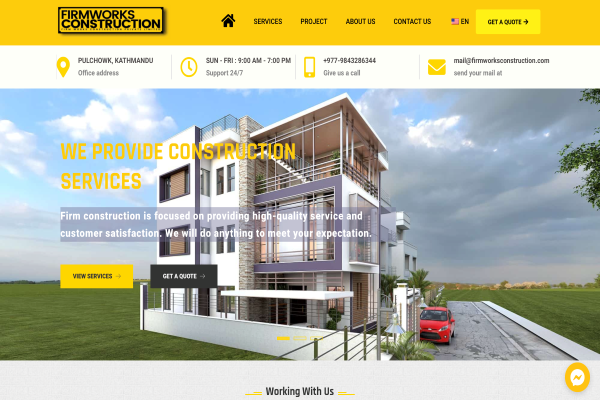 FIRMWORKS
CONSTRUCTION
SERVICES
PROJECT
ABOUT US
CONTACT US
EN
GET A QUOTE →
PULCHOWK, KATHMANDU
Office address
SUN - FRI : 9:00 AM - 7:00 PM
Support 24/7
+977-9843286344
Give us a call
mail@firmworksconstruction.com
send your mail at
WE PROVIDE CONSTRUCTION
SERVICES
Firm construction is focused on providing high-quality service and
customer satisfaction. We will do anything to meet your expectation.
VIEW SERVICES →
GET A QUOTE →
Working With Us